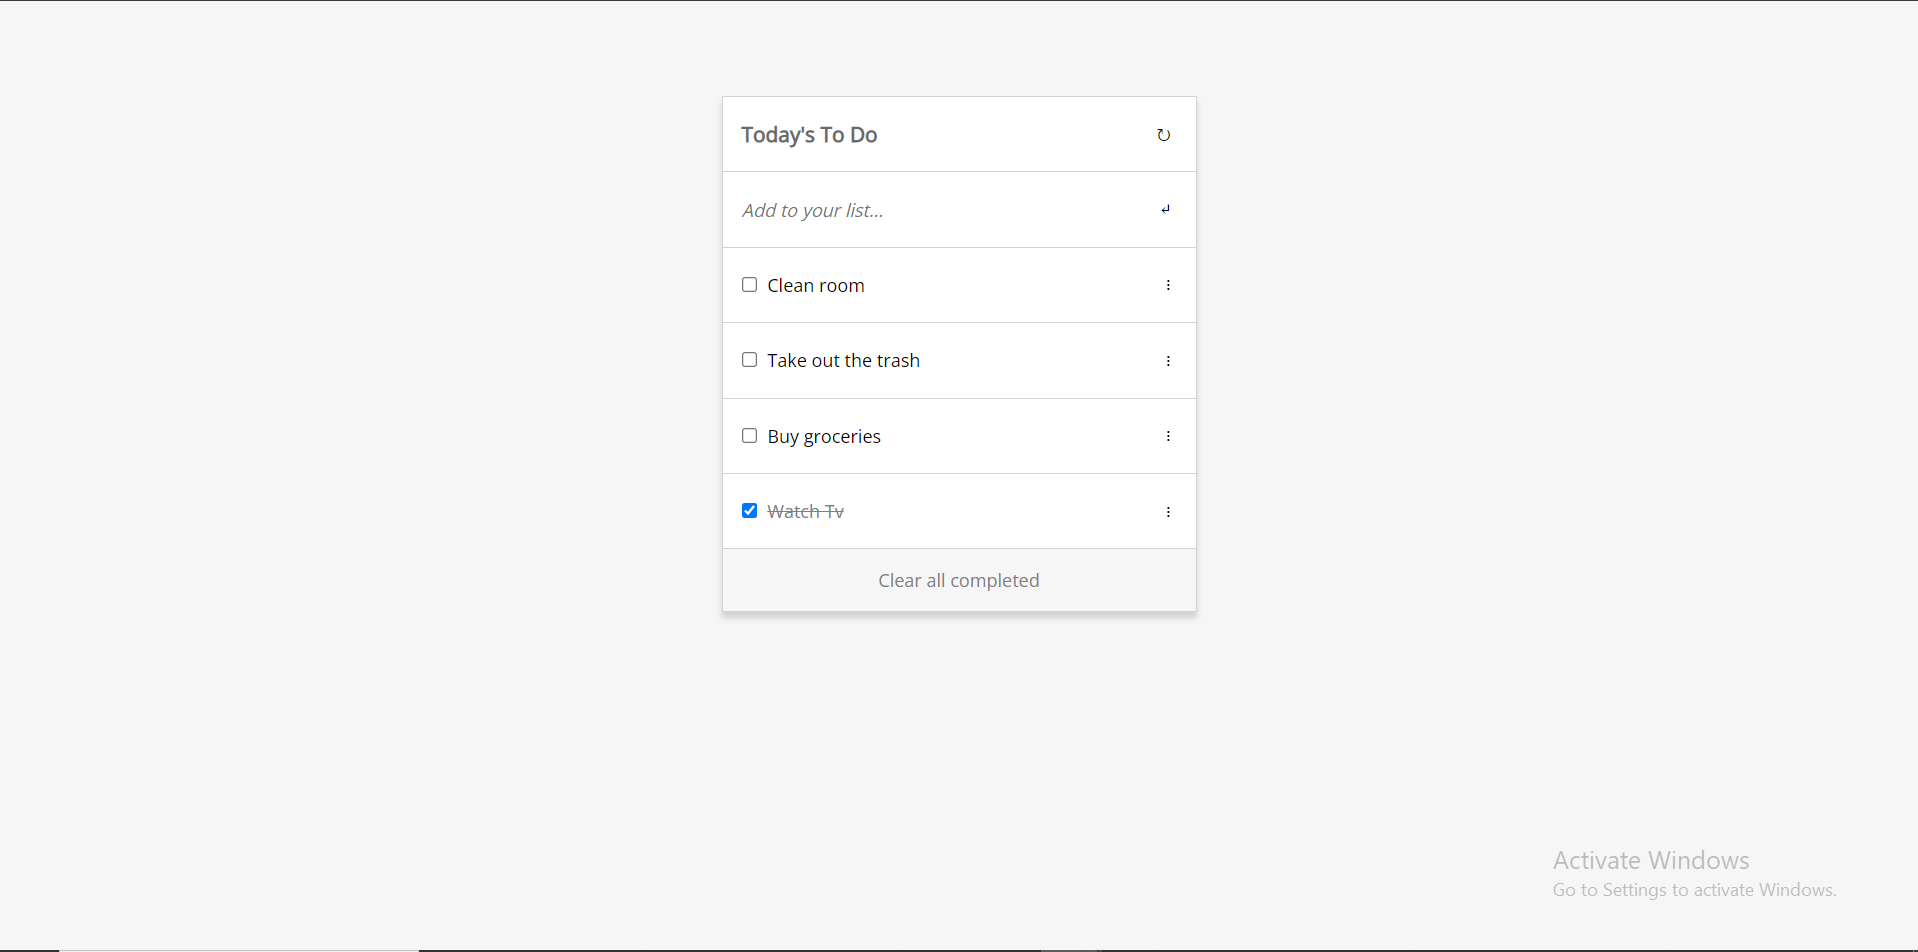 Today's To Do
Add to your list...
Clean room
Take out the trash
Buy groceries
Watch Tv
Clear all completed
Activate Windows
Go to Settings to activate Windows.